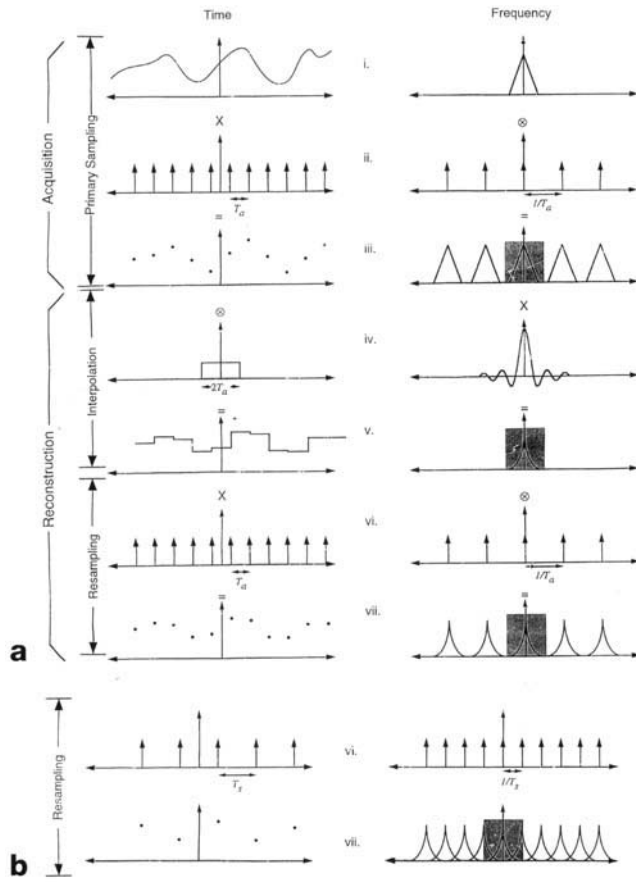 Time Frequency
Acquisition
Primary Sampling
i.
X ⊗
ii.
Tₐ 1/Tₐ
= =
iii.
Reconstruction
Interpolation
⊗ X
iv.
2Tₐ
= =
v.
Resampling
X ⊗
vi.
Tₐ 1/Tₐ
= =
vii.
a
Resampling
vi.
Tₛ 1/Tₛ
vii.
b